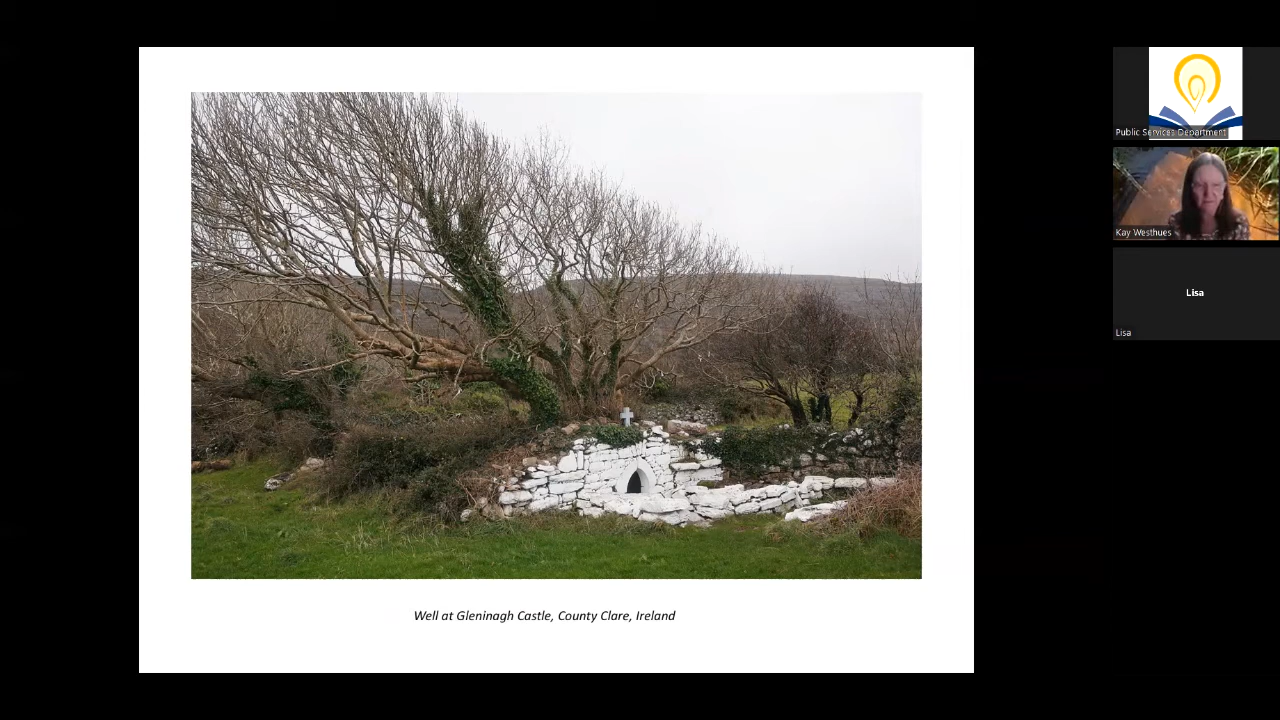 Well at Gleninagh Castle, County Clare, Ireland
Public Services Department
Kay Westhues
Lisa
Lisa